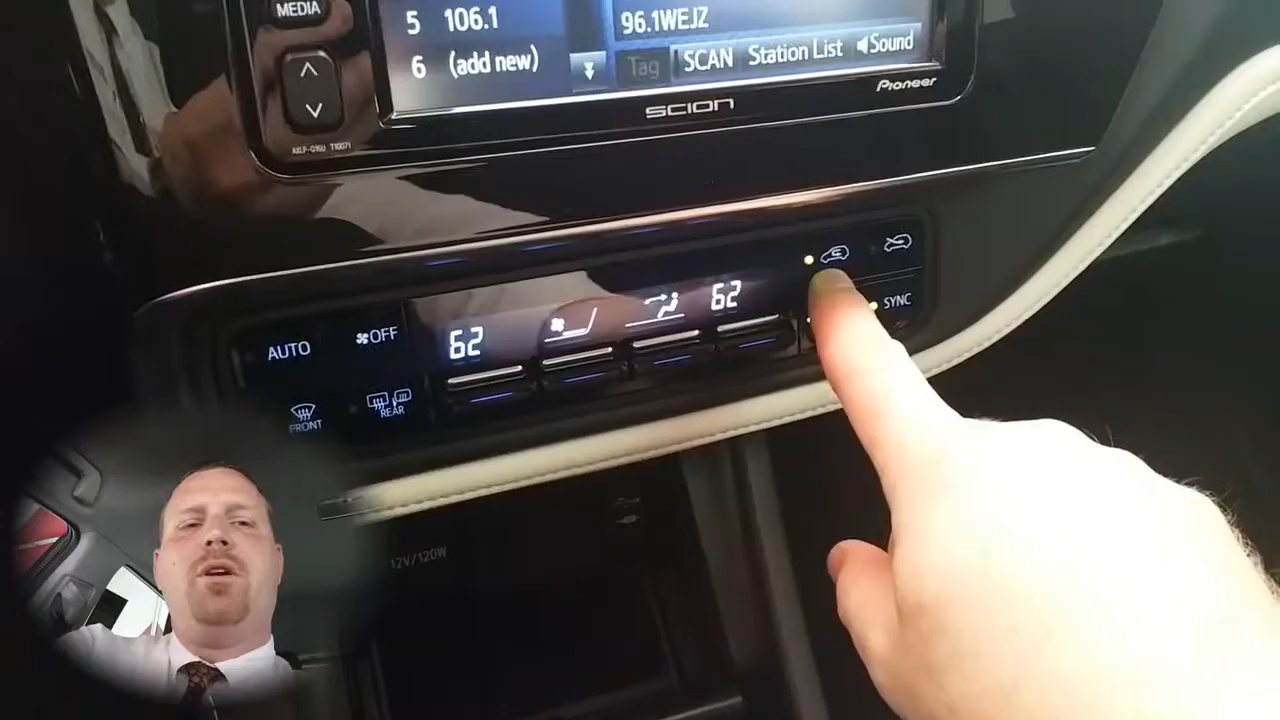 MEDIA
5 106.1
6 (add new)
96.1WEJZ
Tag
SCAN
Station List
Sound
SCION
Pioneer
AUTO
OFF
62
62
SYNC
FRONT
REAR
12V/120W